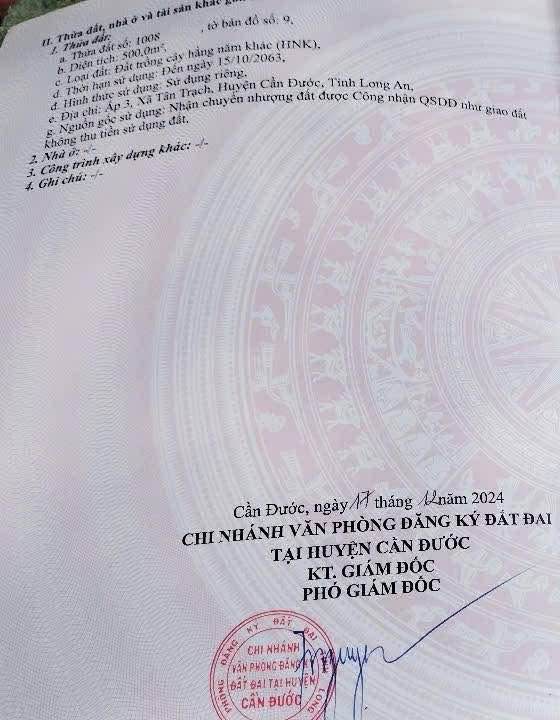 II. Thửa đất, nhà ở và tài sản khác
1. Thửa đất:
a. Thửa đất số: 1008 , tờ bản đồ số: 9,
b. Diện tích: 500,0m²,
c. Loại đất: Đất trồng cây hằng năm khác (HNK),
d. Thời hạn sử dụng: Đến ngày 15/10/2063,
đ. Hình thức sử dụng: Sử dụng riêng,
e. Địa chỉ: Ấp 3, Xã Tân Trạch, Huyện Cần Đước, Tỉnh Long An,
g. Nguồn gốc sử dụng: Nhận chuyển nhượng đất được Công nhận QSDĐ như giao đất
không thu tiền sử dụng đất.
2. Nhà ở: -/-
3. Công trình xây dựng khác: -/-
4. Ghi chú: -/-
Cần Đước, ngày 17 tháng 12 năm 2024
CHI NHÁNH VĂN PHÒNG ĐĂNG KÝ ĐẤT ĐAI
TẠI HUYỆN CẦN ĐƯỚC
KT. GIÁM ĐỐC
PHÓ GIÁM ĐỐC
PHÒNG ĐĂNG KÝ ĐẤT ĐAI
LONG
CHI NHÁNH
VĂN PHÒNG ĐĂNG KÝ
ĐẤT ĐAI TẠI HUYỆN
CẦN ĐƯỚC